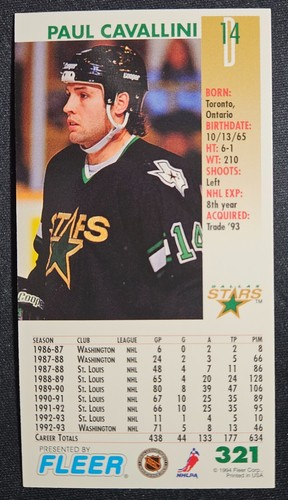 PAUL CAVALLINI
14
D
BORN:
Toronto,
Ontario
BIRTHDATE:
10/13/65
HT: 6-1
WT: 210
SHOOTS:
Left
NHL EXP:
8th year
ACQUIRED:
Trade '93
Cooper
STARS
14
DALLAS
STARS
TM
SEASON CLUB LEAGUE GP G A TP PIM
1986-87 WASHINGTON NHL 6 0 2 2 8
1987-88 WASHINGTON NHL 24 2 3 5 66
1987-88 ST. LOUIS NHL 48 4 7 11 86
1988-89 ST. LOUIS NHL 65 4 20 24 128
1989-90 ST. LOUIS NHL 80 8 39 47 106
1990-91 ST. LOUIS NHL 67 10 25 35 89
1991-92 ST. LOUIS NHL 66 10 25 35 95
1992-93 ST. LOUIS NHL 11 1 4 5 10
1992-93 WASHINGTON NHL 71 5 8 13 46
CAREER TOTALS 438 44 133 177 634
PRESENTED BY
FLEER
NHLPA
321
© 1994 Fleer Corp.
Printed in USA